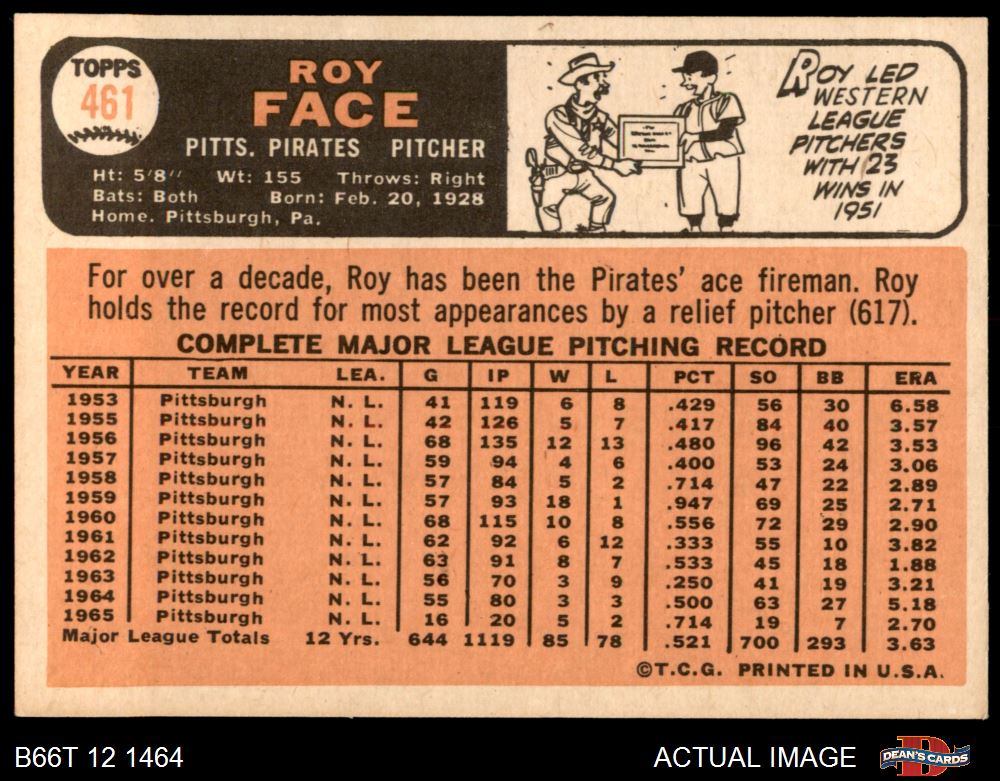 TOPPS
461
ROY
FACE
PITTS. PIRATES PITCHER
Ht: 5'8" Wt: 155 Throws: Right
Bats: Both Born: Feb. 20, 1928
Home. Pittsburgh, Pa.
ROY LED
WESTERN
LEAGUE
PITCHERS
WITH 23
WINS IN
1951
For over a decade, Roy has been the Pirates' ace fireman. Roy
holds the record for most appearances by a relief pitcher (617).
COMPLETE MAJOR LEAGUE PITCHING RECORD
YEAR TEAM LEA. G IP W L PCT SO BB ERA
1953 Pittsburgh N. L. 41 119 6 8 .429 56 30 6.58
1955 Pittsburgh N. L. 42 126 5 7 .417 84 40 3.57
1956 Pittsburgh N. L. 68 135 12 13 .480 96 42 3.53
1957 Pittsburgh N. L. 59 94 4 6 .400 53 24 3.06
1958 Pittsburgh N. L. 57 84 5 2 .714 47 22 2.89
1959 Pittsburgh N. L. 57 93 18 1 .947 69 25 2.71
1960 Pittsburgh N. L. 68 115 10 8 .556 72 29 2.90
1961 Pittsburgh N. L. 62 92 6 12 .333 55 10 3.82
1962 Pittsburgh N. L. 63 91 8 7 .533 45 18 1.88
1963 Pittsburgh N. L. 56 70 3 9 .250 41 19 3.21
1964 Pittsburgh N. L. 55 80 3 3 .500 63 27 5.18
1965 Pittsburgh N. L. 16 20 5 2 .714 19 7 2.70
Major League Totals 12 Yrs. 644 1119 85 78 .521 700 293 3.63
©T.C.G. PRINTED IN U.S.A.
B66T 12 1464
ACTUAL IMAGE
DEAN'S CARDS